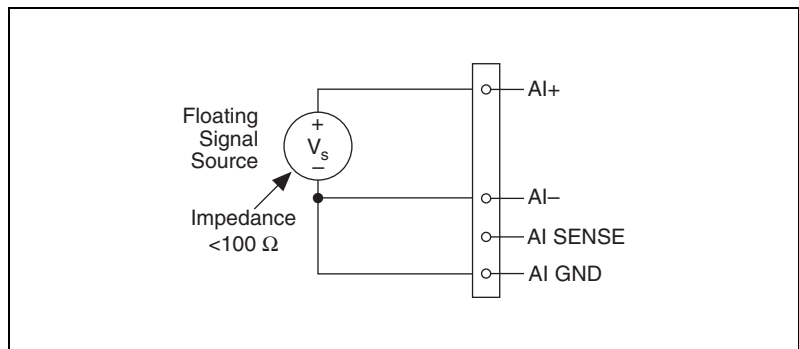 AI+
Floating
Signal
Source
+
Vs
–
Impedance
<100 Ω
AI–
AI SENSE
AI GND